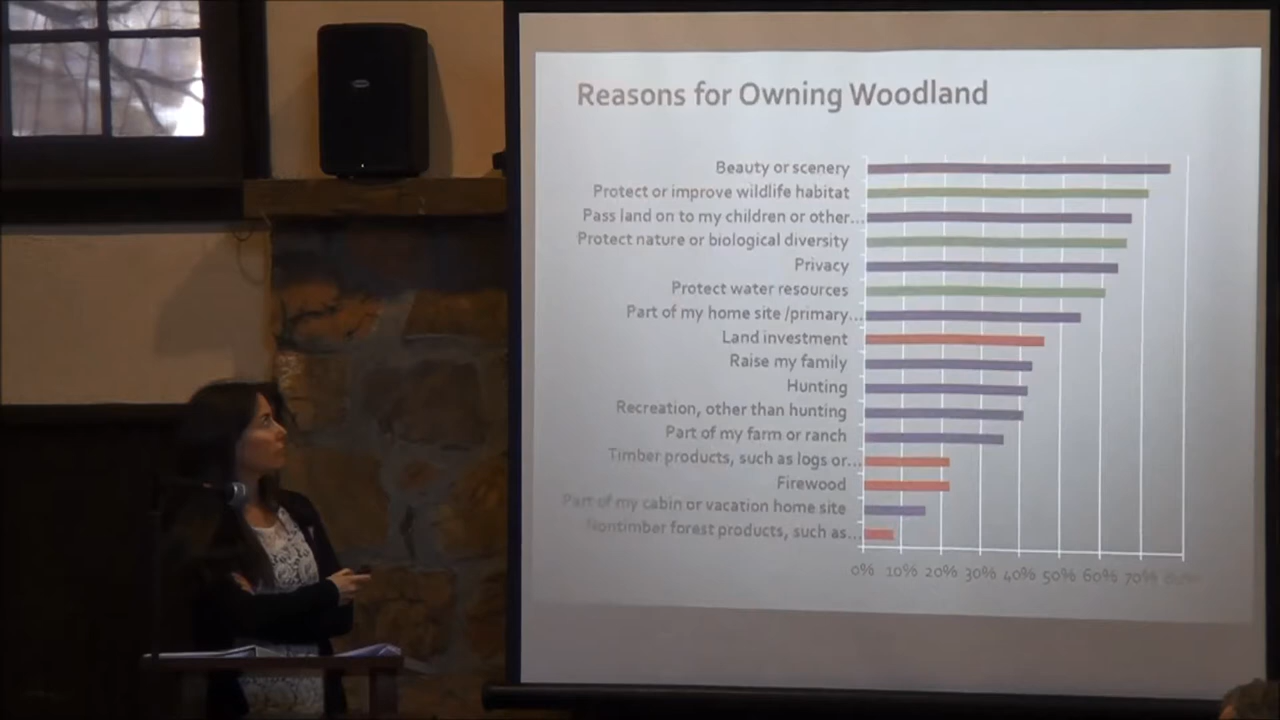 Reasons for Owning Woodland
Beauty or scenery
Protect or improve wildlife habitat
Pass land on to my children or other...
Protect nature or biological diversity
Privacy
Protect water resources
Part of my home site /primary...
Land investment
Raise my family
Hunting
Recreation, other than hunting
Part of my farm or ranch
Timber products, such as logs or...
Firewood
Part of my cabin or vacation home site
Nontimber forest products, such as...
0% 10% 20% 30% 40% 50% 60% 70% 80%